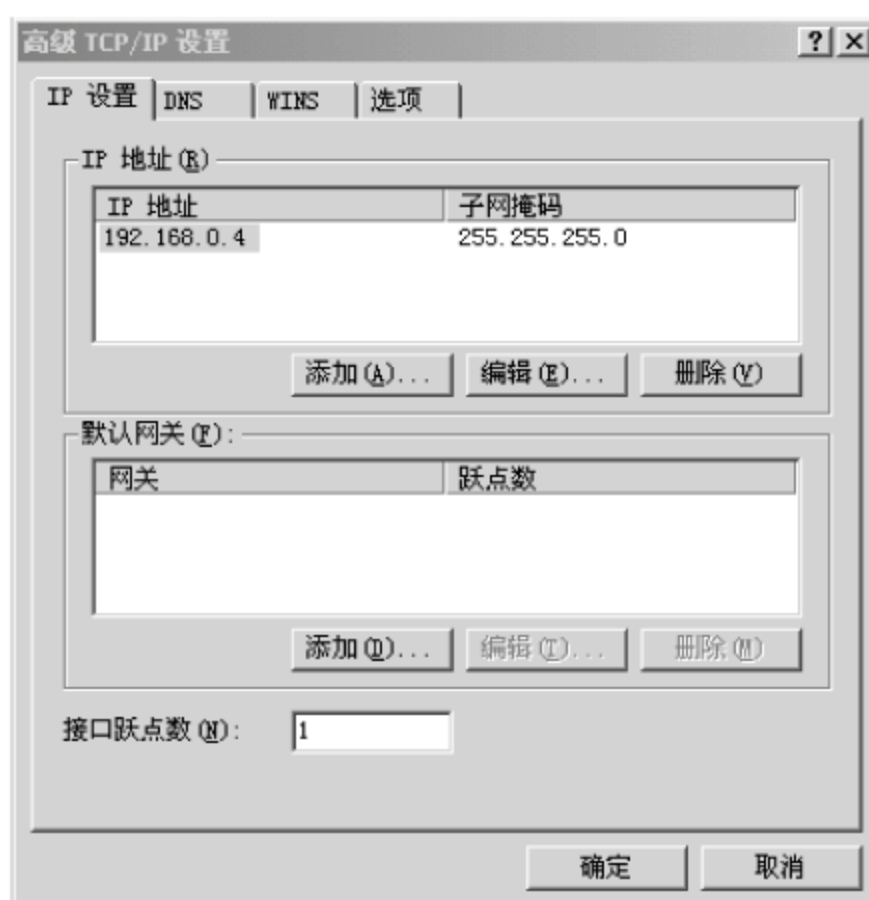 高级 TCP/IP 设置
IP 设置 DNS WINS 选项
IP 地址(R)
IP 地址 子网掩码
192.168.0.4 255.255.255.0
添加(A)... 编辑(E)... 删除(V)
默认网关(F):
网关 跃点数
添加(D)... 编辑(T)... 删除(M)
接口跃点数(N): 1
确定 取消